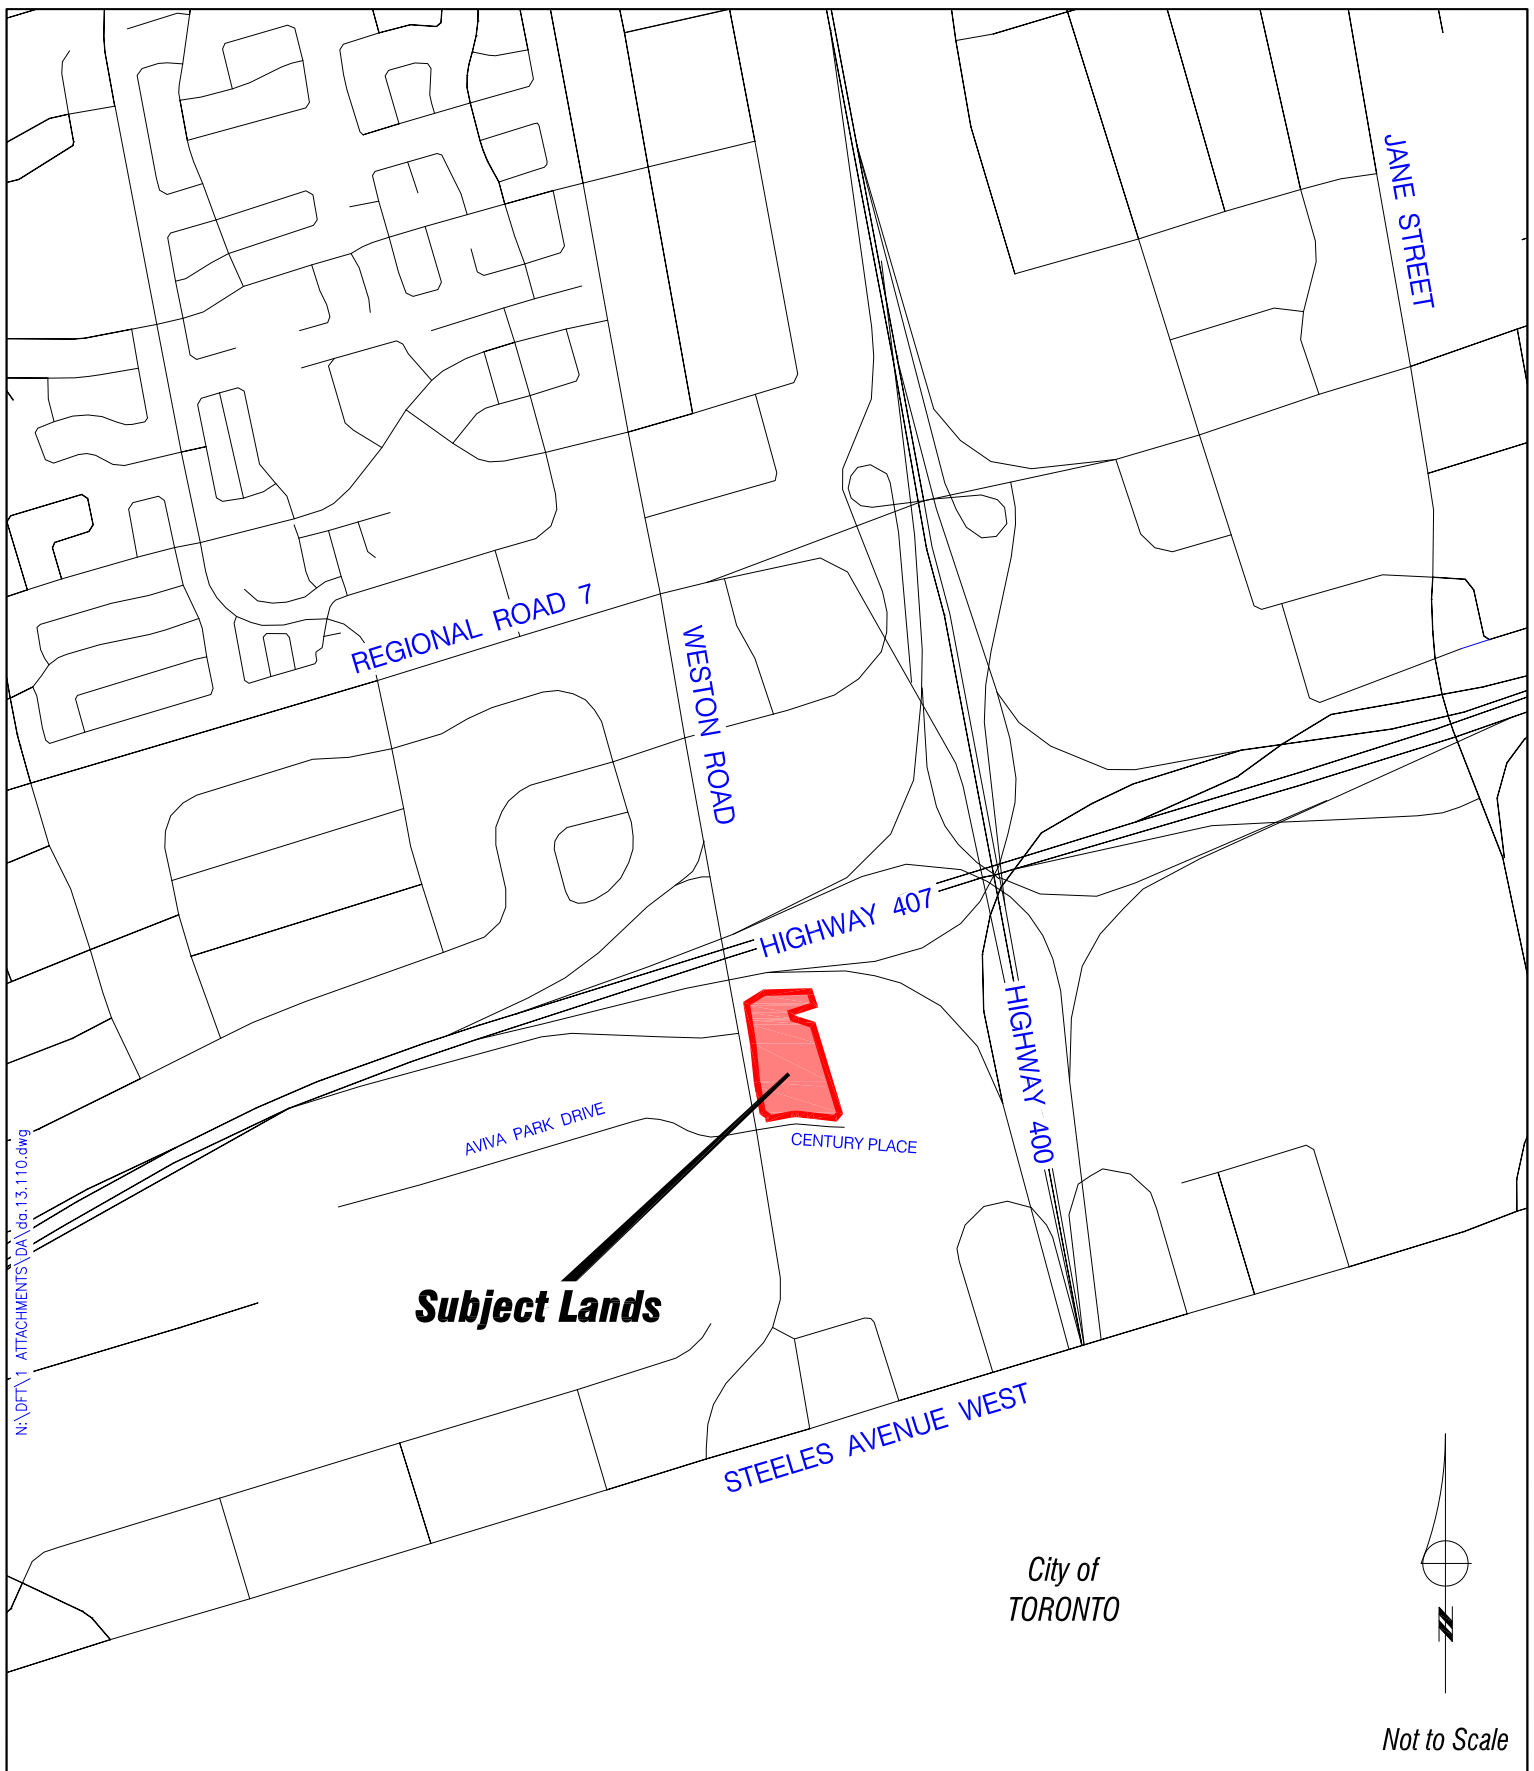 JANE STREET
REGIONAL ROAD 7
WESTON ROAD
HIGHWAY 407
HIGHWAY 400
AVIVA PARK DRIVE
CENTURY PLACE
N:\DFT\1 ATTACHMENTS\DA\da.13.110.dwg
Subject Lands
STEELES AVENUE WEST
City of
TORONTO
N
Not to Scale